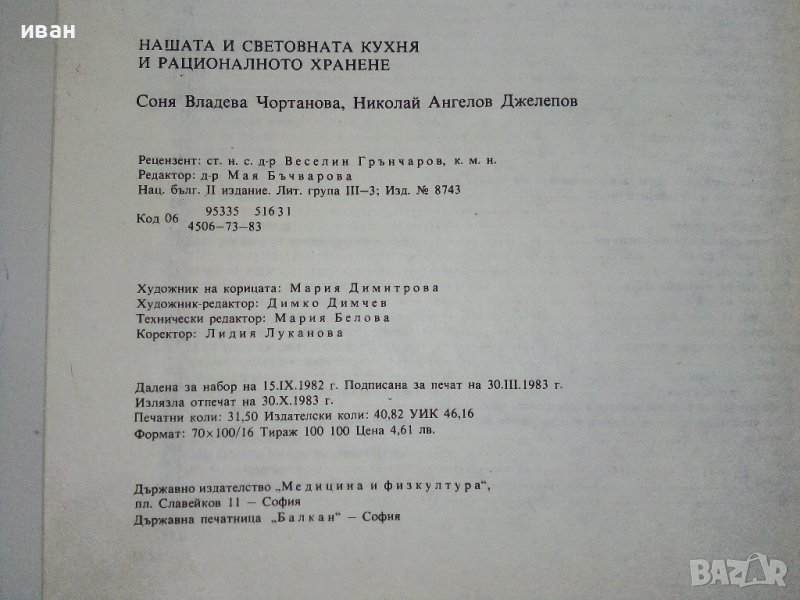 иван
НАШАТА И СВЕТОВНАТА КУХНЯ
И РАЦИОНАЛНОТО ХРАНЕНЕ
Соня Владева Чортанова, Николай Ангелов Джелепов
Рецензент: ст. н. с. д-р Веселин Грънчаров, к. м. н.
Редактор: д-р Мая Бъчварова
Нац. бълг. II издание. Лит. група III—3; Изд. № 8743
95335 51631
Код 06
4506—73—83
Художник на корицата: Мария Димитрова
Художник-редактор: Димко Димчев
Технически редактор: Мария Белова
Коректор: Лидия Луканова
Дадена за набор на 15.IX.1982 г. Подписана за печат на 30.III.1983 г.
Излязла отпечат на 30.X.1983 г.
Печатни коли: 31,50 Издателски коли: 40,82 УИК 46,16
Формат: 70×100/16 Тираж 100 100 Цена 4,61 лв.
Държавно издателство „Медицина и физкултура“,
пл. Славейков 11 — София
Държавна печатница „Балкан“ — София
BAZAR
bazar.bg